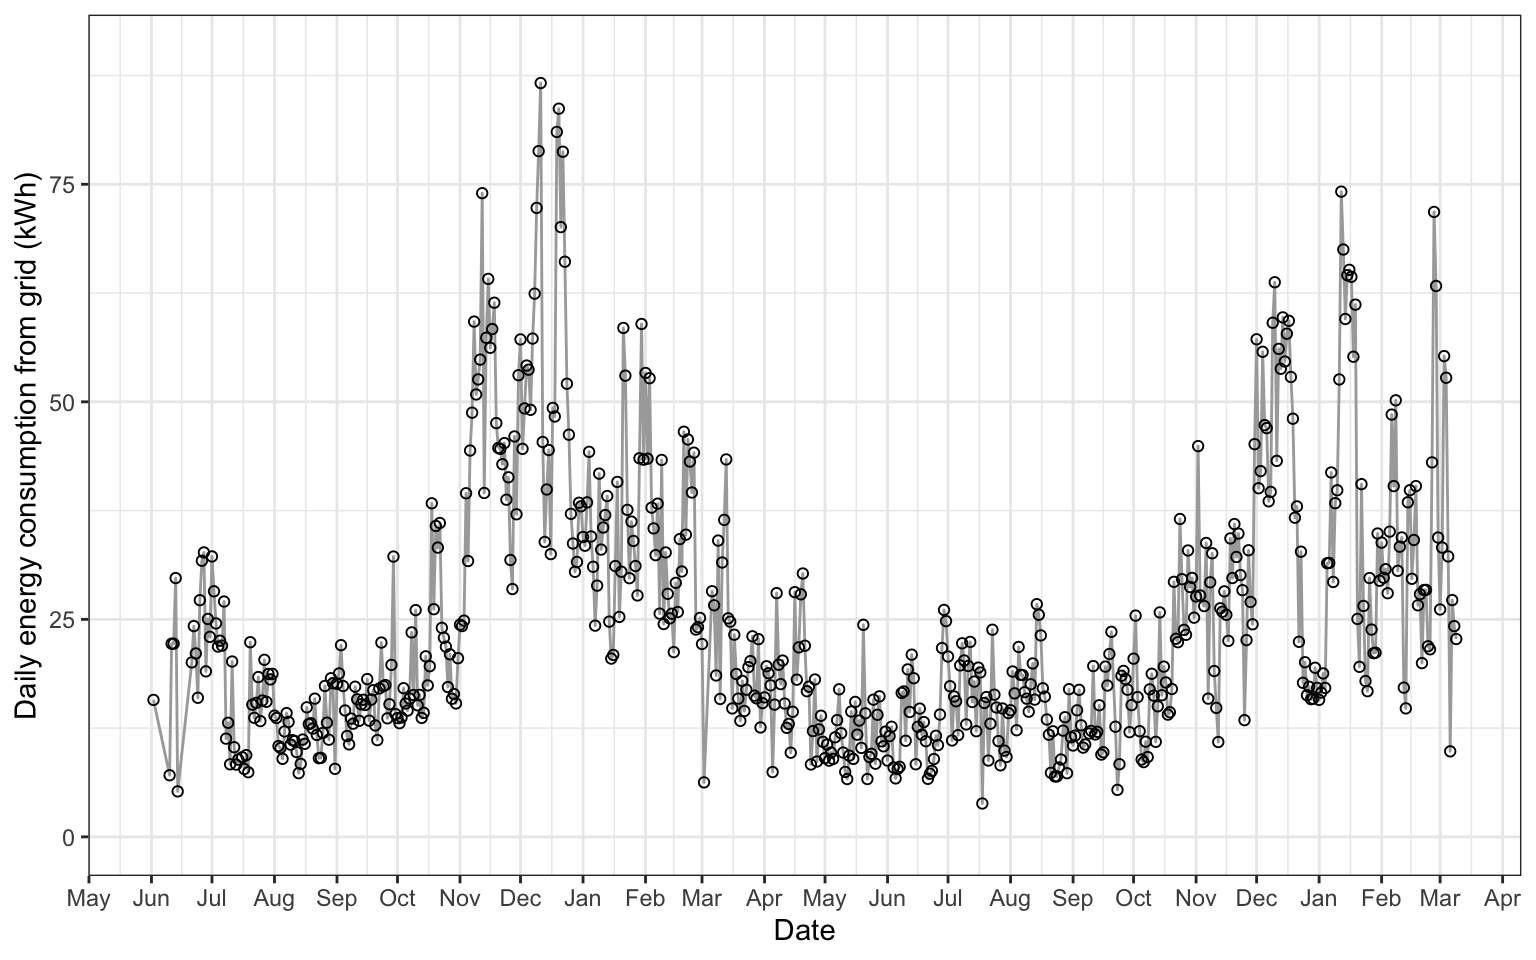 Daily energy consumption from grid (kWh)
75
50
25
0
May Jun Jul Aug Sep Oct Nov Dec Jan Feb Mar Apr May Jun Jul Aug Sep Oct Nov Dec Jan Feb Mar Apr
Date